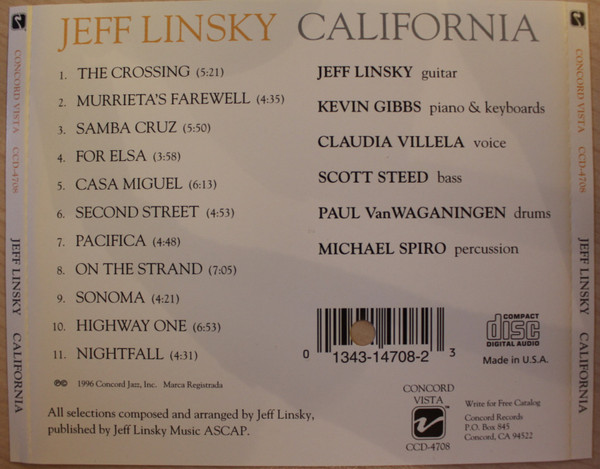 JEFF LINSKY CALIFORNIA
1. THE CROSSING (5:21)
2. MURRIETA'S FAREWELL (4:35)
3. SAMBA CRUZ (5:50)
4. FOR ELSA (3:58)
5. CASA MIGUEL (6:13)
6. SECOND STREET (4:53)
7. PACIFICA (4:48)
8. ON THE STRAND (7:05)
9. SONOMA (4:21)
10. HIGHWAY ONE (6:53)
11. NIGHTFALL (4:31)
℗© 1996 Concord Jazz, Inc. Marca Registrada
All selections composed and arranged by Jeff Linsky,
published by Jeff Linsky Music ASCAP.
JEFF LINSKY guitar
KEVIN GIBBS piano & keyboards
CLAUDIA VILLELA voice
SCOTT STEED bass
PAUL VanWAGANINGEN drums
MICHAEL SPIRO percussion
0 1343-14708-2 3
COMPACT
disc
DIGITAL AUDIO
Made in U.S.A.
CONCORD
VISTA
CCD-4708
Write for Free Catalog
Concord Records
P.O. Box 845
Concord, CA 94522
CONCORD VISTA CCD-4708 JEFF LINSKY CALIFORNIA
CONCORD VISTA CCD-4708 JEFF LINSKY CALIFORNIA